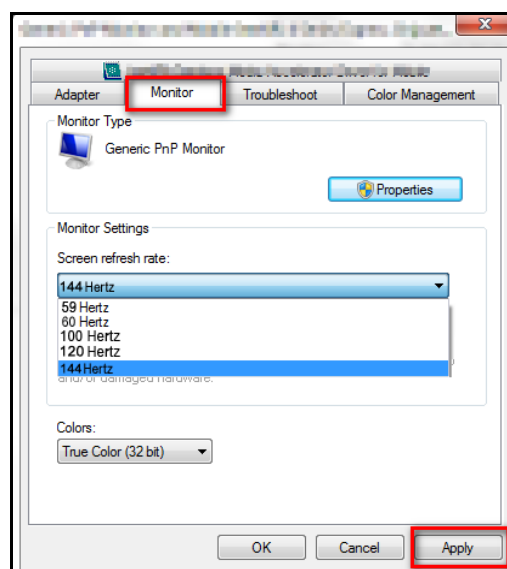 Adapter
Monitor
Troubleshoot
Color Management
Monitor Type
Generic PnP Monitor
Properties
Monitor Settings
Screen refresh rate:
144 Hertz
59 Hertz
60 Hertz
100 Hertz
120 Hertz
144 Hertz
and/or damaged hardware.
Colors:
True Color (32 bit)
OK
Cancel
Apply